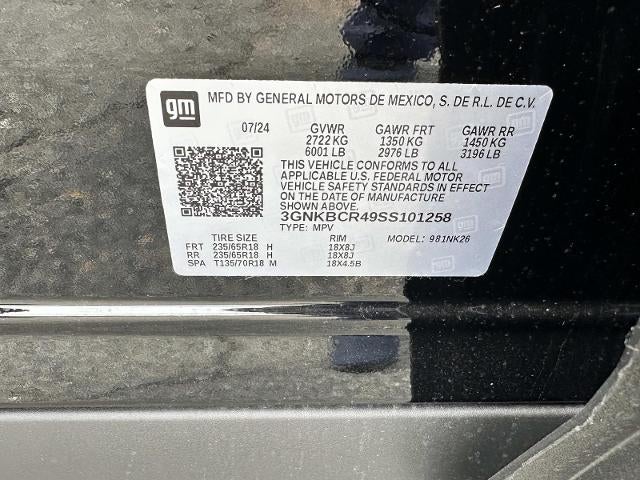 gm
MFD BY GENERAL MOTORS DE MEXICO, S. DE R.L. DE C.V.
07/24 GVWR GAWR FRT GAWR RR
2722 KG 1350 KG 1450 KG
6001 LB 2976 LB 3196 LB
THIS VEHICLE CONFORMS TO ALL
APPLICABLE U.S. FEDERAL MOTOR
VEHICLE SAFETY STANDARDS IN EFFECT
ON THE DATE OF MANUFACTURE
SHOWN ABOVE.
3GNKBCR49SS101258
TYPE: MPV MODEL: 981NK26
TIRE SIZE RIM
FRT 235/65R18 H 18X8J
RR 235/65R18 H 18X8J
SPA T135/70R18 M 18X4.5B